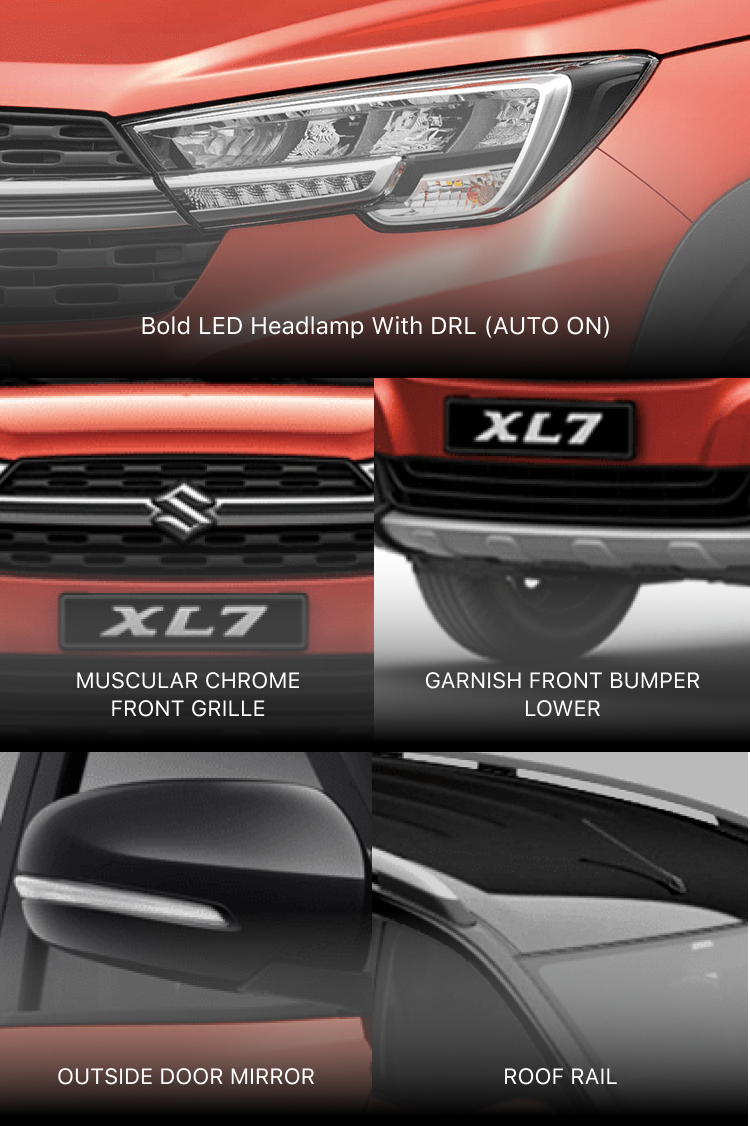 Bold LED Headlamp With DRL (AUTO ON)
XL7
XL7
MUSCULAR CHROME
FRONT GRILLE
GARNISH FRONT BUMPER
LOWER
OUTSIDE DOOR MIRROR
ROOF RAIL